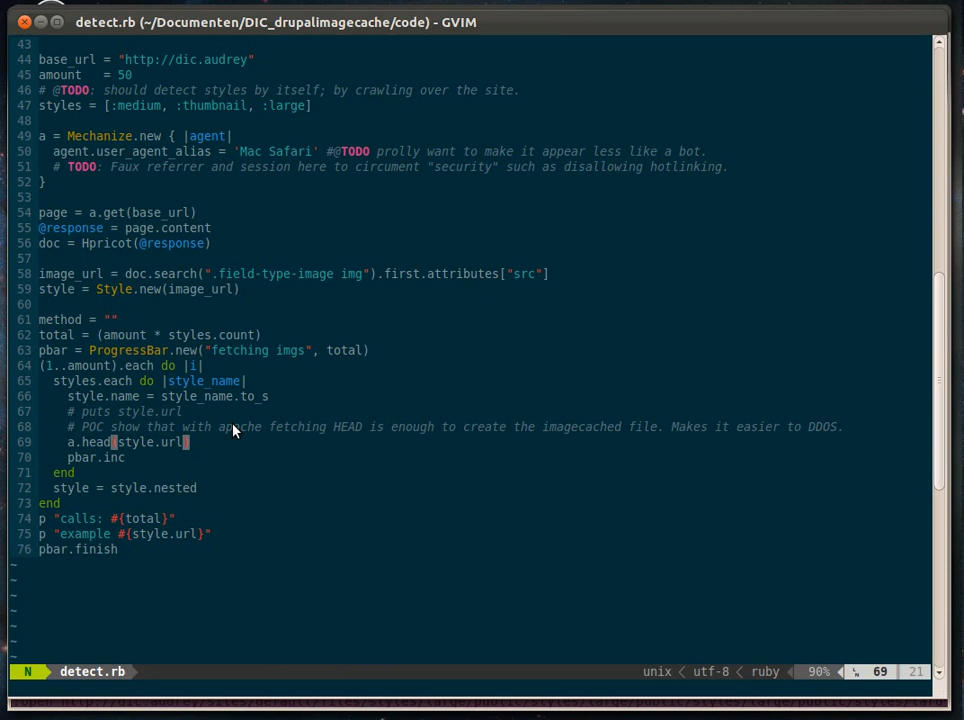 detect.rb (~/Documenten/DIC_drupalimagecache/code) - GVIM
43
44 base_url = "http://dic.audrey"
45 amount   = 50
46 # @TODO: should detect styles by itself; by crawling over the site.
47 styles = [:medium, :thumbnail, :large]
48
49 a = Mechanize.new { |agent|
50   agent.user_agent_alias = 'Mac Safari' #@TODO prolly want to make it appear less like a bot.
51   # TODO: Faux referrer and session here to circument "security" such as disallowing hotlinking.
52 }
53
54 page = a.get(base_url)
55 @response = page.content
56 doc = Hpricot(@response)
57
58 image_url = doc.search(".field-type-image img").first.attributes["src"]
59 style = Style.new(image_url)
60
61 method = ""
62 total = (amount * styles.count)
63 pbar = ProgressBar.new("fetching imgs", total)
64 (1..amount).each do |i|
65   styles.each do |style_name|
66     style.name = style_name.to_s
67     # puts style.url
68     # POC show that with apache fetching HEAD is enough to create the imagecached file. Makes it easier to DDOS.
69     a.head(style.url)
70     pbar.inc
71   end
72   style = style.nested
73 end
74 p "calls: #{total}"
75 p "example #{style.url}"
76 pbar.finish
~
~
~
~
~
~
~
N detect.rb unix utf-8 ruby 90% 69 21